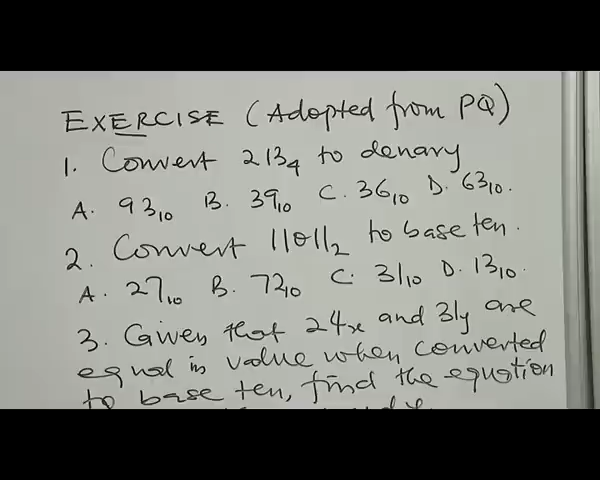 EXERCISE (Adopted from PQ)
1. Convert 213₄ to denary
A. 93₁₀ B. 39₁₀ C. 36₁₀ D. 63₁₀.
2. Convert 11011₂ to base ten.
A. 27₁₀ B. 72₁₀ C. 31₁₀ D. 13₁₀.
3. Given that 24ₓ and 31y are
equal in value when converted
to base ten, find the equation